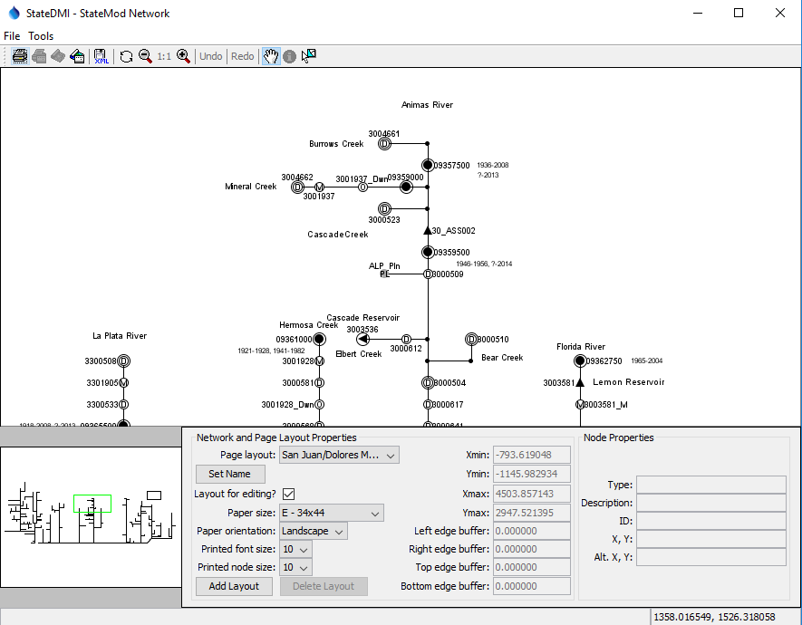 StateDMI - StateMod Network
File Tools
XML 1:1 Undo Redo
Animas River
3004661
Burrows Creek D
09357500 1936-2008
?-2013
3004662 3001937_Dwn 09359000
Mineral Creek D M O
3001937
D
3000523
30_ASS002
CascadeCreek
09359500
1946-1956, ?-2014
ALP_Pln
PL D 3000509
Cascade Reservoir
Hermosa Creek 3003536
La Plata River
09361000 D D 3000510
3000612
Florida River
1921-1928, 1941-1982
Elbert Creek Bear Creek
09362750 1965-2004
3300508 D 3001928 M
3301905 M 3000581 D D 3000504 3003581 Lemon Reservoir
3300533 D 3001928_Dwn O D 3000617 M 3003581_M
Network and Page Layout Properties
Page layout: San Juan/Dolores M...
Set Name
Layout for editing?
Paper size: E - 34x44
Paper orientation: Landscape
Printed font size: 10
Printed node size: 10
Add Layout Delete Layout
Xmin: -793.619048
Ymin: -1145.982934
Xmax: 4503.857143
Ymax: 2947.521395
Left edge buffer: 0.000000
Right edge buffer: 0.000000
Top edge buffer: 0.000000
Bottom edge buffer: 0.000000
Node Properties
Type:
Description:
ID:
X, Y:
Alt. X, Y:
1358.016549, 1526.318058